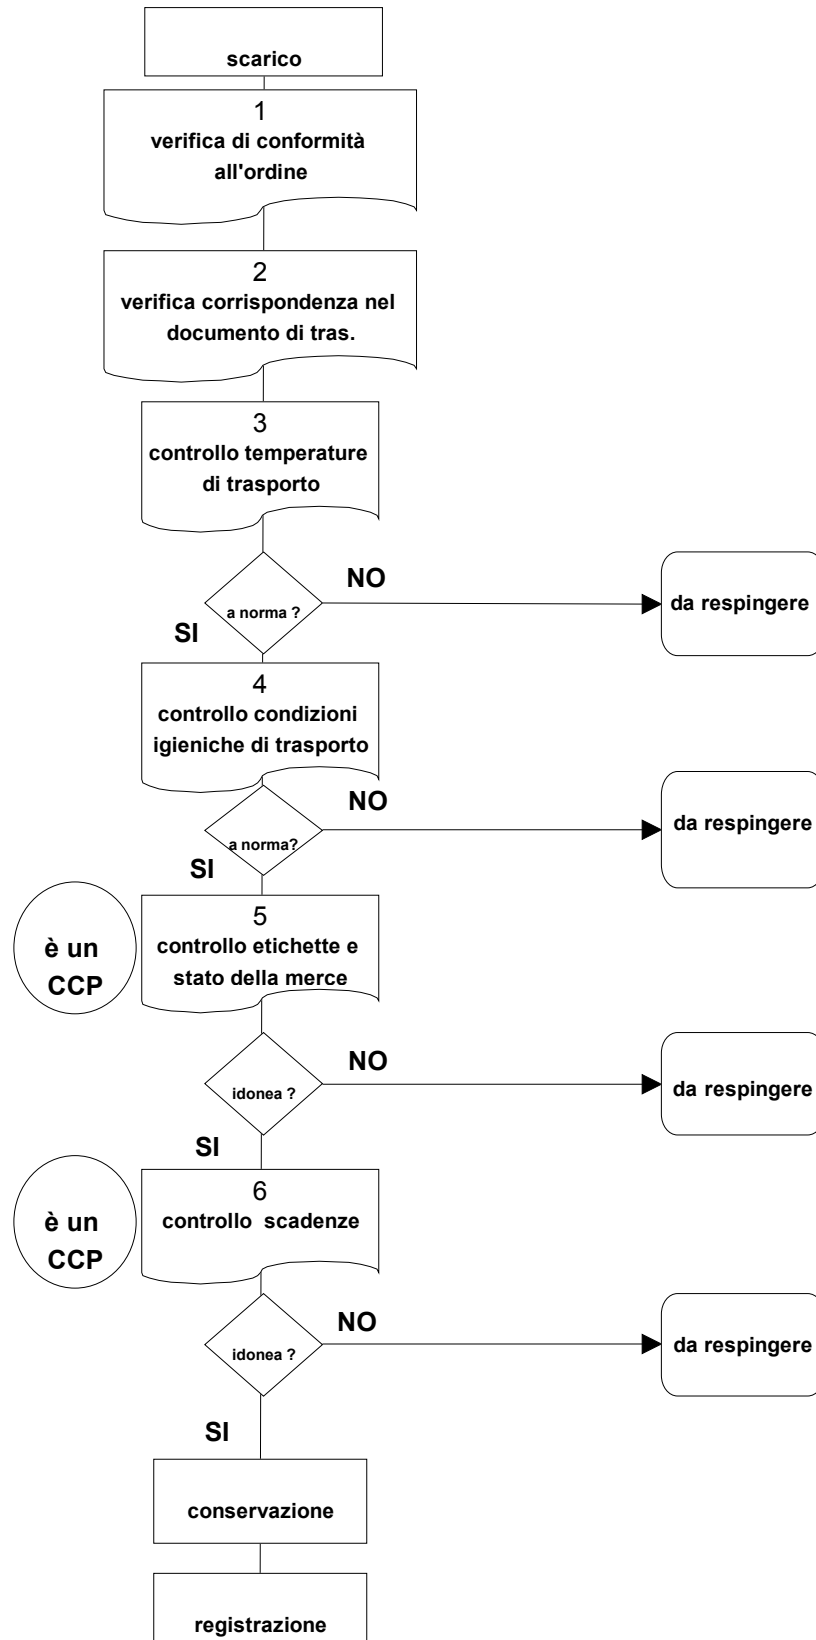 scarico
1
verifica di conformità
all'ordine
2
verifica corrispondenza nel
documento di tras.
3
controllo temperature
di trasporto
a norma ?
NO
da respingere
SI
4
controllo condizioni
igieniche di trasporto
a norma?
NO
da respingere
SI
è un
CCP
5
controllo etichette e
stato della merce
idonea ?
NO
da respingere
SI
è un
CCP
6
controllo scadenze
idonea ?
NO
da respingere
SI
conservazione
registrazione